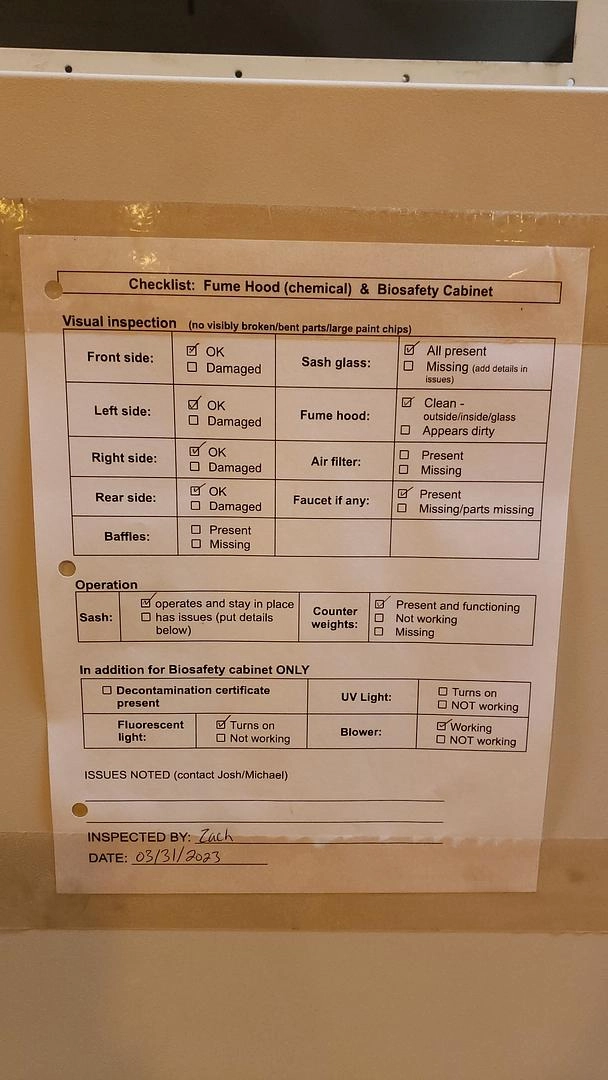 Checklist: Fume Hood (chemical) & Biosafety Cabinet
Visual inspection (no visibly broken/bent parts/large paint chips)
Front side: ☑ OK
☐ Damaged
Sash glass: ☑ All present
☐ Missing (add details in
issues)
Left side: ☑ OK
☐ Damaged
Fume hood: ☑ Clean -
outside/inside/glass
☐ Appears dirty
Right side: ☑ OK
☐ Damaged
Air filter: ☐ Present
☐ Missing
Rear side: ☑ OK
☐ Damaged
Faucet if any: ☑ Present
☐ Missing/parts missing
Baffles: ☐ Present
☐ Missing
Operation
Sash: ☑ operates and stay in place
☐ has issues (put details
below)
Counter
weights:
☑ Present and functioning
☐ Not working
☐ Missing
In addition for Biosafety cabinet ONLY
☐ Decontamination certificate
present
UV Light: ☐ Turns on
☐ NOT working
Fluorescent
light:
☑ Turns on
☐ Not working
Blower: ☑ Working
☐ NOT working
ISSUES NOTED (contact Josh/Michael)
INSPECTED BY: Zach
DATE: 03/31/2023